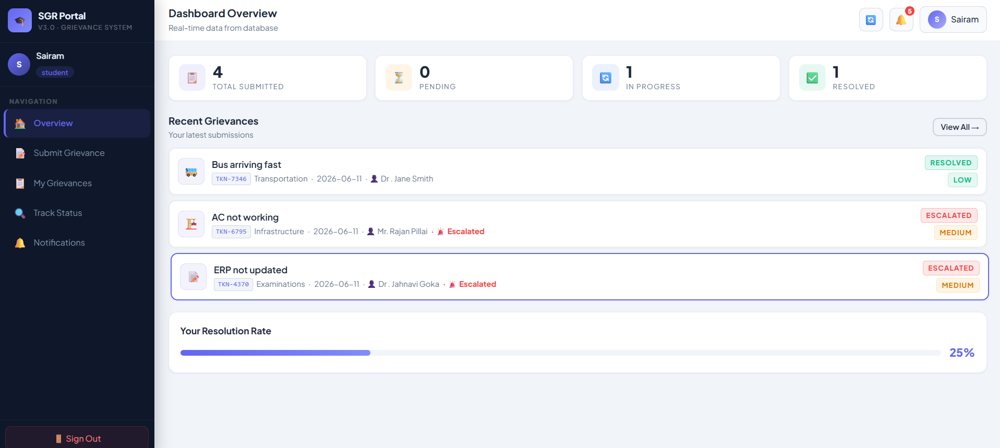 SGR Portal
V3.0 · GRIEVANCE SYSTEM
S
Sairam
student
NAVIGATION
Overview
Submit Grievance
My Grievances
Track Status
Notifications
Sign Out
Dashboard Overview
Real-time data from database
5
S Sairam
4
TOTAL SUBMITTED
0
PENDING
1
IN PROGRESS
1
RESOLVED
Recent Grievances
Your latest submissions
View All →
Bus arriving fast
TKN-7346 Transportation · 2026-06-11 · Dr . Jane Smith
RESOLVED
LOW
AC not working
TKN-6795 Infrastructure · 2026-06-11 · Mr. Rajan Pillai · Escalated
ESCALATED
MEDIUM
ERP not updated
TKN-4370 Examinations · 2026-06-11 · Dr . Jahnavi Goka · Escalated
ESCALATED
MEDIUM
Your Resolution Rate
25%